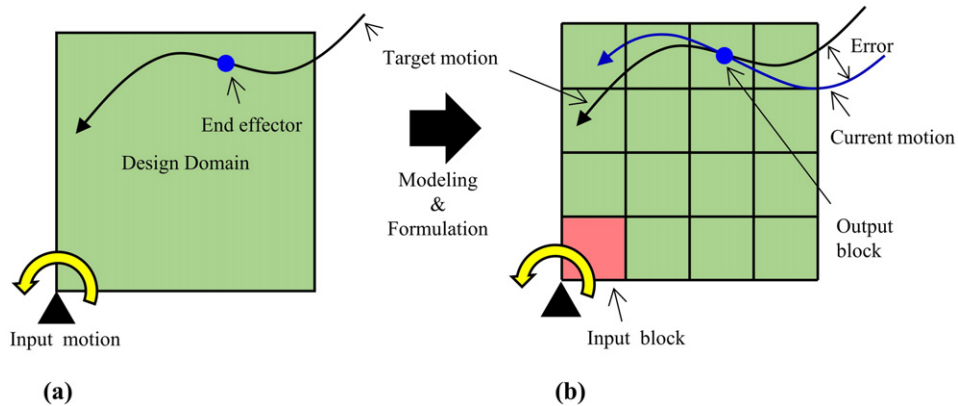 Target motion
End effector
Design Domain
Input motion
(a)
Modeling
&
Formulation
Error
Current motion
Output
block
Input block
(b)